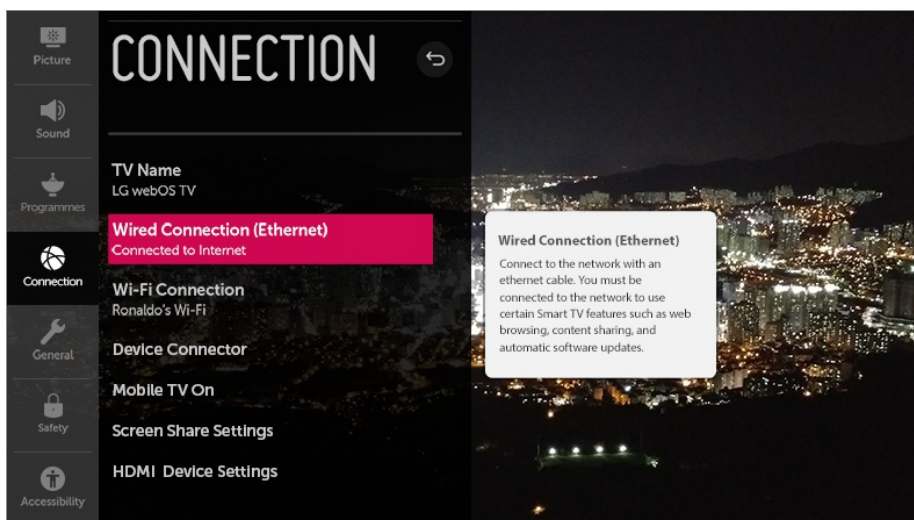 Picture
Sound
Programmes
Connection
General
Safety
Accessibility
CONNECTION
TV Name
LG webOS TV
Wired Connection (Ethernet)
Connected to Internet
Wi-Fi Connection
Ronaldo's Wi-Fi
Device Connector
Mobile TV On
Screen Share Settings
HDMI Device Settings
Wired Connection (Ethernet)
Connect to the network with an
ethernet cable. You must be
connected to the network to use
certain Smart TV features such as web
browsing, content sharing, and
automatic software updates.